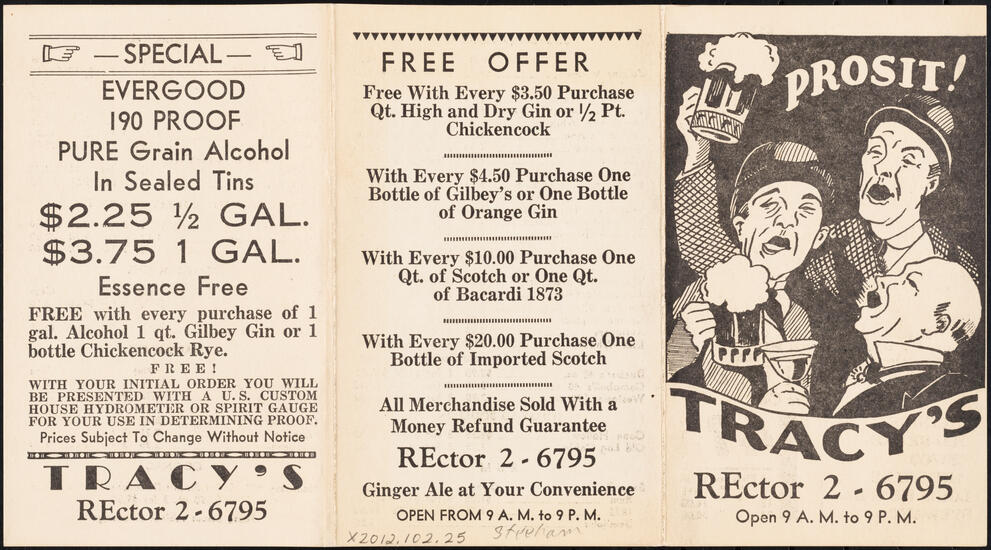 —SPECIAL—
EVERGOOD
190 PROOF
PURE Grain Alcohol
In Sealed Tins
$2.25 ½ GAL.
$3.75 1 GAL.
Essence Free
FREE with every purchase of 1
gal. Alcohol 1 qt. Gilbey Gin or 1
bottle Chickencock Rye.
FREE!
WITH YOUR INITIAL ORDER YOU WILL
BE PRESENTED WITH A U.S. CUSTOM
HOUSE HYDROMETER OR SPIRIT GAUGE
FOR YOUR USE IN DETERMINING PROOF.
Prices Subject To Change Without Notice
TRACY'S
REctor 2-6795
FREE OFFER
Free With Every $3.50 Purchase
Qt. High and Dry Gin or ½ Pt.
Chickencock
With Every $4.50 Purchase One
Bottle of Gilbey's or One Bottle
of Orange Gin
With Every $10.00 Purchase One
Qt. of Scotch or One Qt.
of Bacardi 1873
With Every $20.00 Purchase One
Bottle of Imported Scotch
All Merchandise Sold With a
Money Refund Guarantee
REctor 2-6795
Ginger Ale at Your Convenience
OPEN FROM 9 A. M. to 9 P. M.
X2012.102.25
PROSIT!
TRACY'S
REctor 2-6795
Open 9 A. M. to 9 P. M.